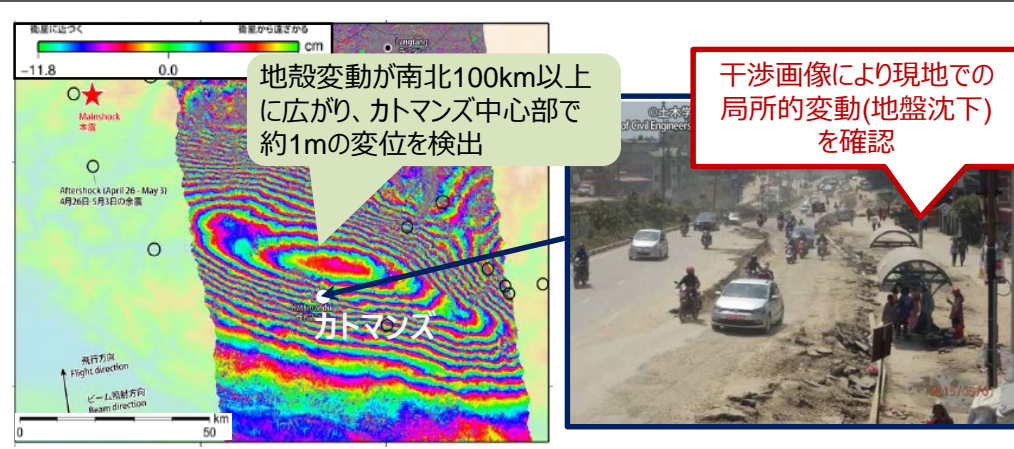 衛星に近づく
衛星から遠ざかる
cm
-11.8
0.0
Mainshock
本震
Aftershock (April 26 - May 3)
4月26日-5月3日の余震
地殻変動が南北100km以上
に広がり、カトマンズ中心部で
約1mの変位を検出
カトマンズ
飛行方向
Flight direction
ビーム照射方向
Beam direction
km
0
50
干渉画像により現地での
局所的変動(地盤沈下)
を確認
©土木学
of Civil Engineers